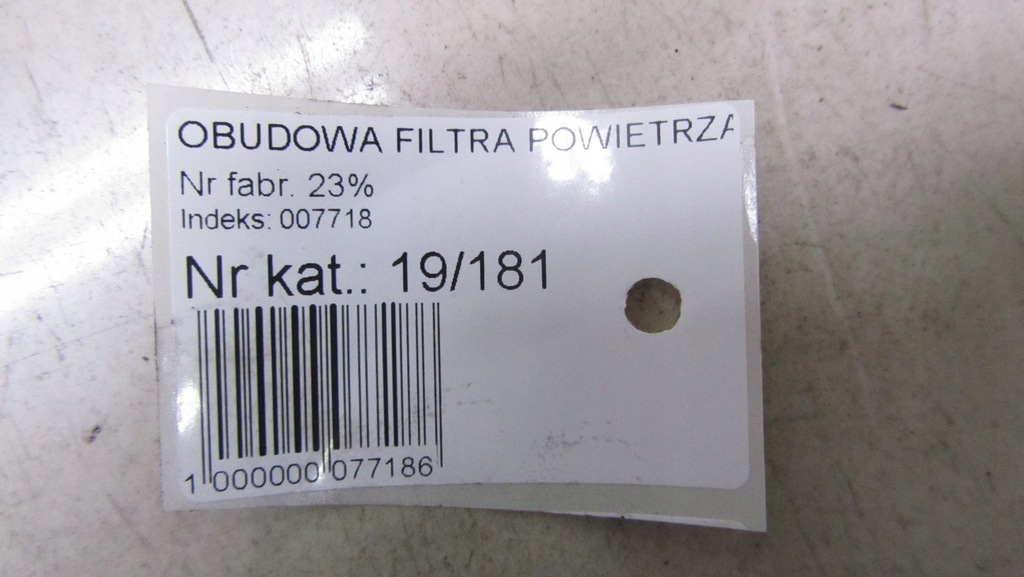 OBUDOWA FILTRA POWIETRZA
Nr fabr. 23%
Indeks: 007718
Nr kat.: 19/181
1 000000 077186